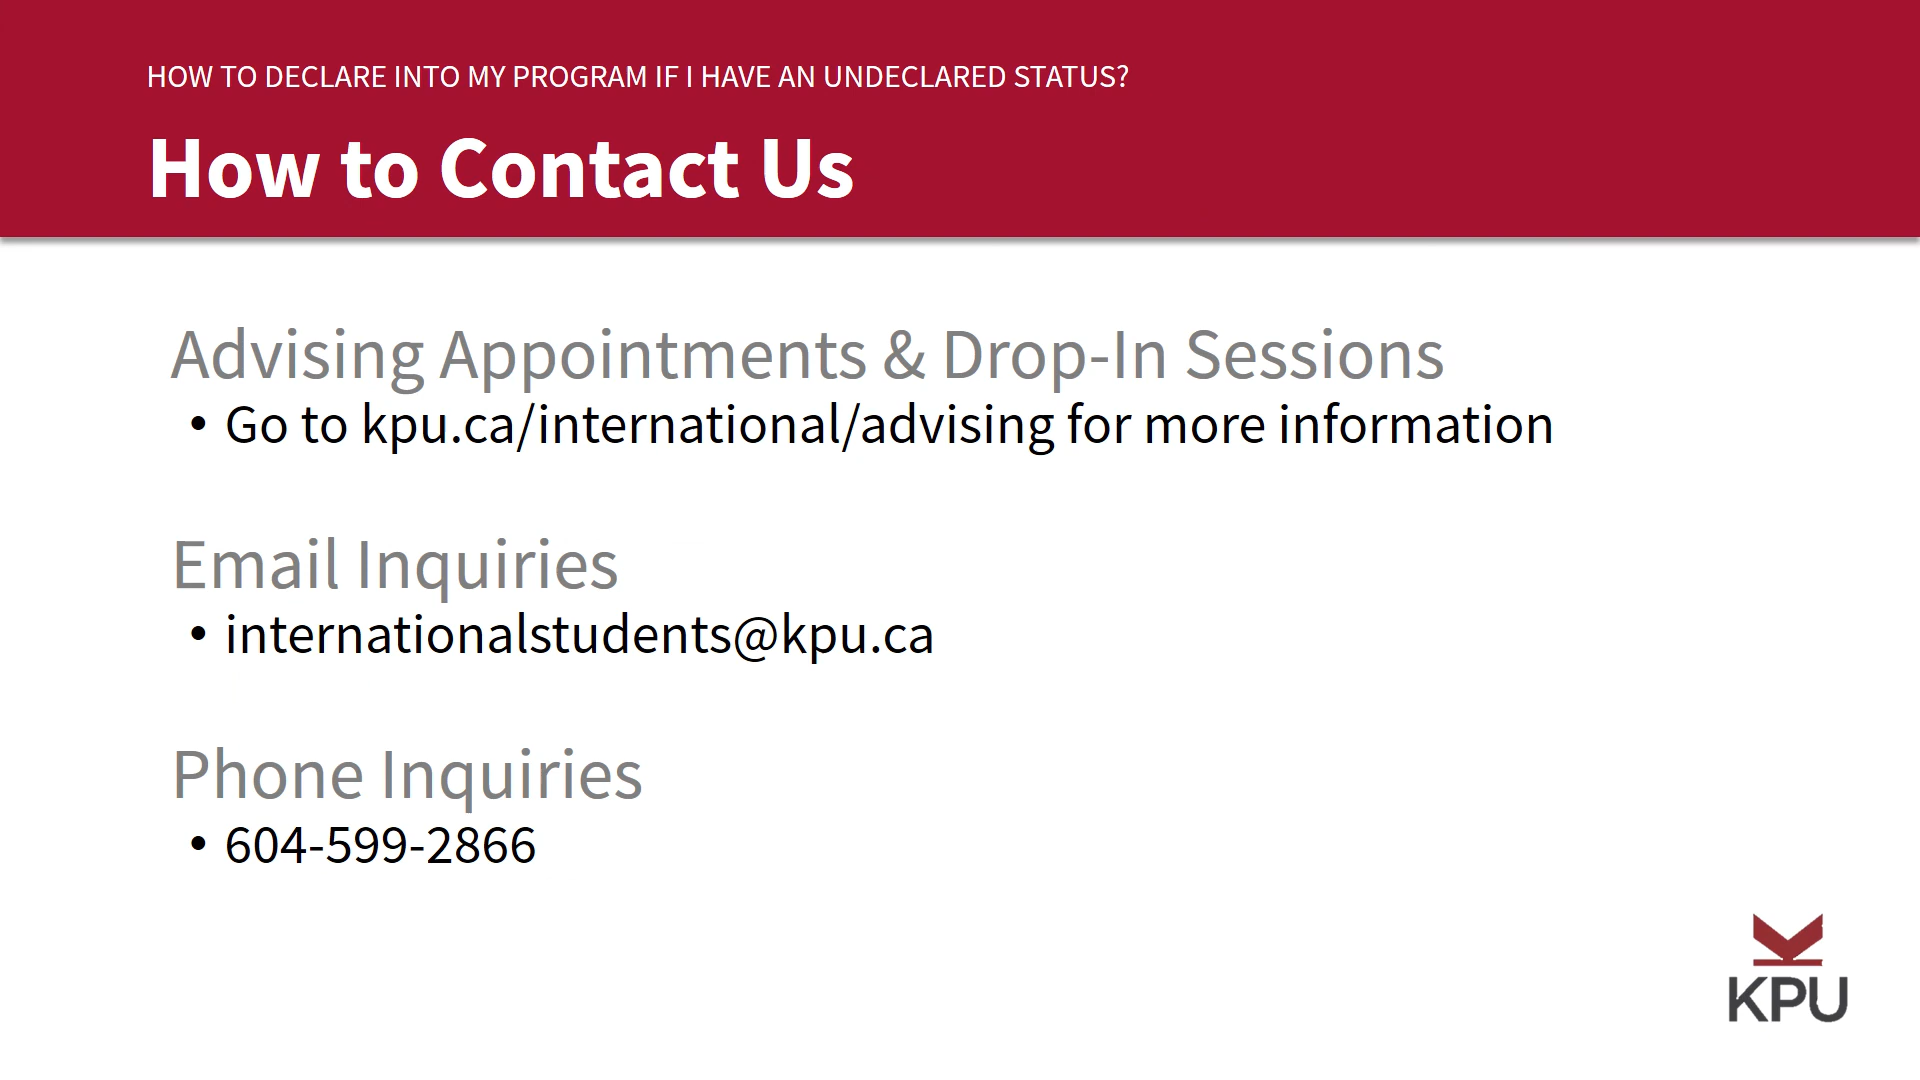 HOW TO DECLARE INTO MY PROGRAM IF I HAVE AN UNDECLARED STATUS?
How to Contact Us
Advising Appointments & Drop-In Sessions
• Go to kpu.ca/international/advising for more information
Email Inquiries
• internationalstudents@kpu.ca
Phone Inquiries
• 604-599-2866
KPU